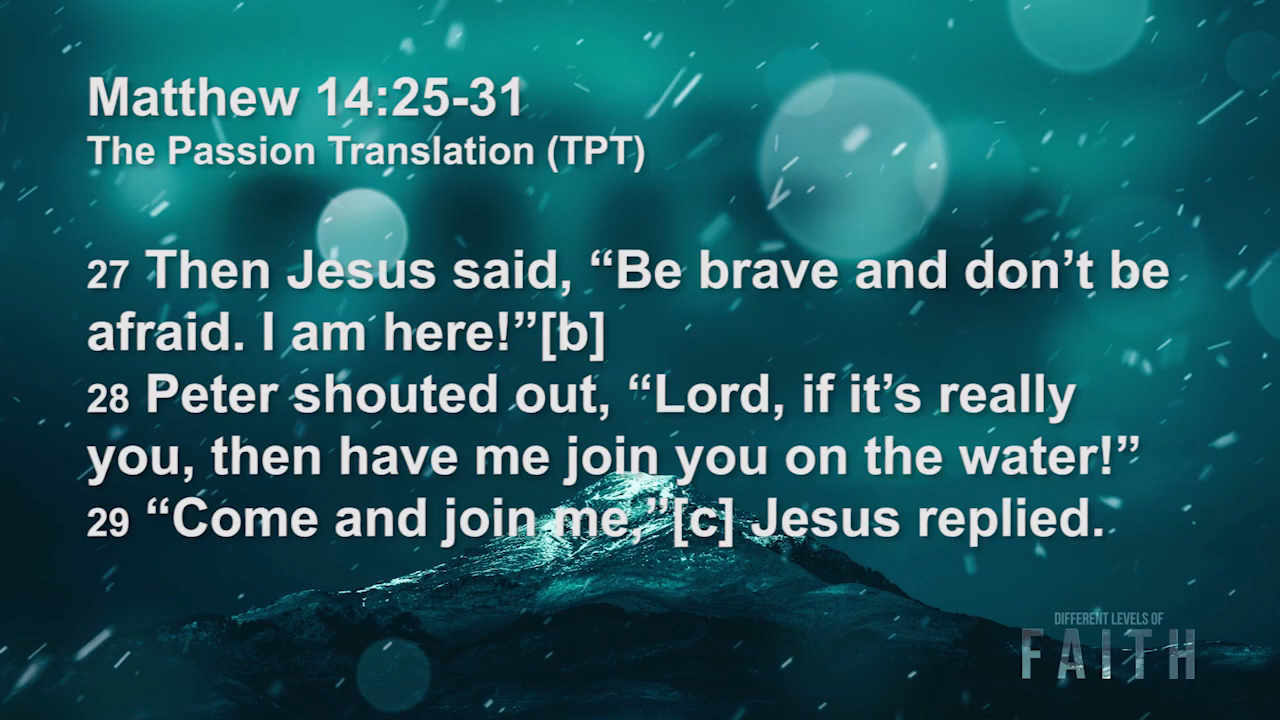 Matthew 14:25-31
The Passion Translation (TPT)
27 Then Jesus said, “Be brave and don’t be
afraid. I am here!”[b]
28 Peter shouted out, “Lord, if it’s really
you, then have me join you on the water!”
29 “Come and join me,”[c] Jesus replied.
DIFFERENT LEVELS OF
FAITH